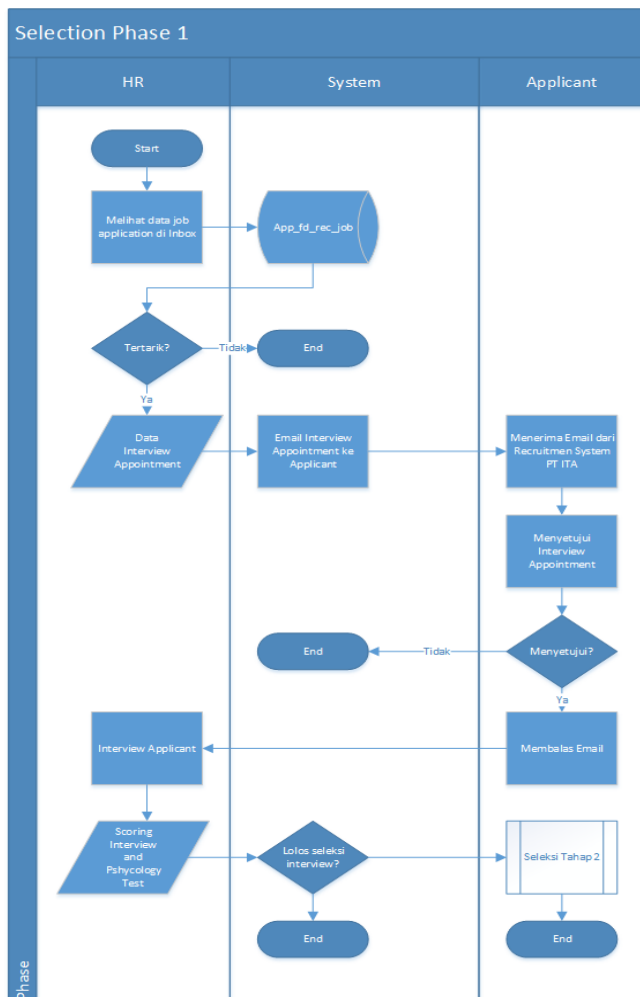 Selection Phase 1
HR
System
Applicant
Start
Melihat data job
application di Inbox
App_fd_rec_job
Tertarik?
Tidak
End
Ya
Data
Interview
Appointment
Email Interview
Appointment ke
Applicant
Menerima Email dari
Recruitmen System
PT ITA
Menyetujui
Interview
Appointment
End
Tidak
Menyetujui?
Ya
Interview Applicant
Membalas Email
Scoring
Interview
and
Pshycology
Test
Lolos seleksi
interview?
Seleksi Tahap 2
End
End
Phase